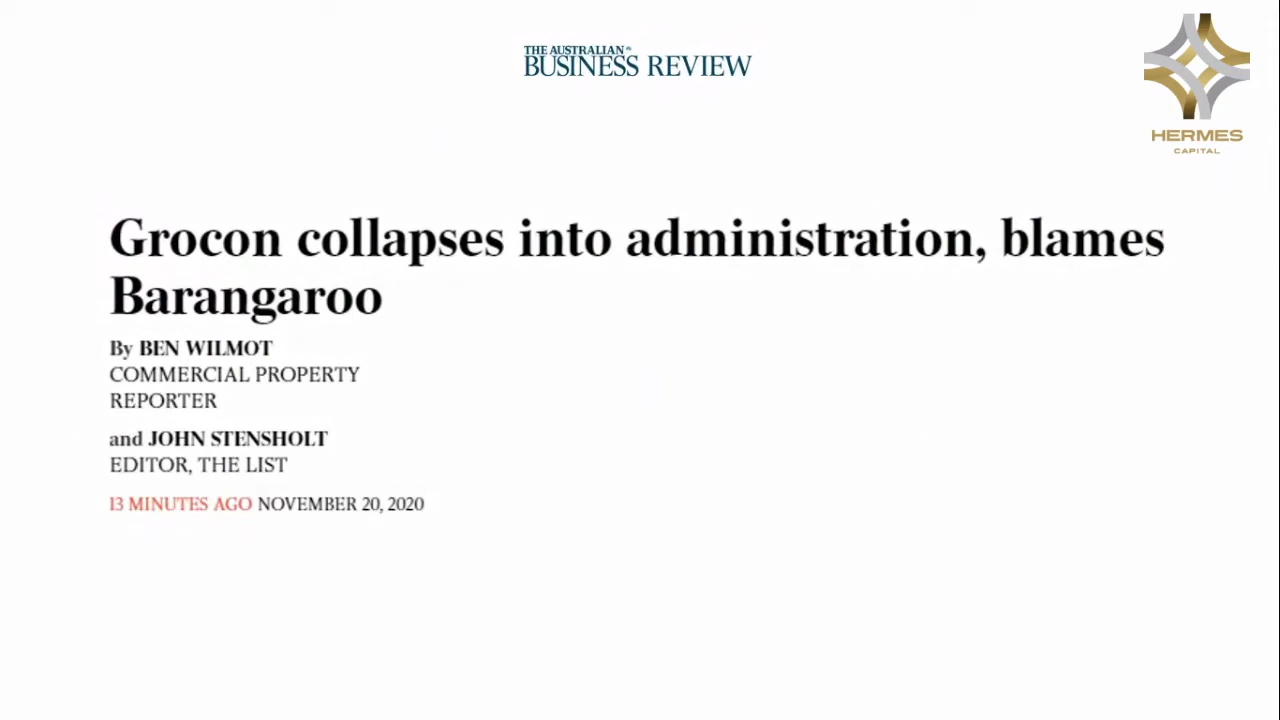 THE AUSTRALIAN
BUSINESS REVIEW
HERMES
CAPITAL
Grocon collapses into administration, blames
Barangaroo
By BEN WILMOT
COMMERCIAL PROPERTY
REPORTER
and JOHN STENSHOLT
EDITOR, THE LIST
13 MINUTES AGO NOVEMBER 20, 2020